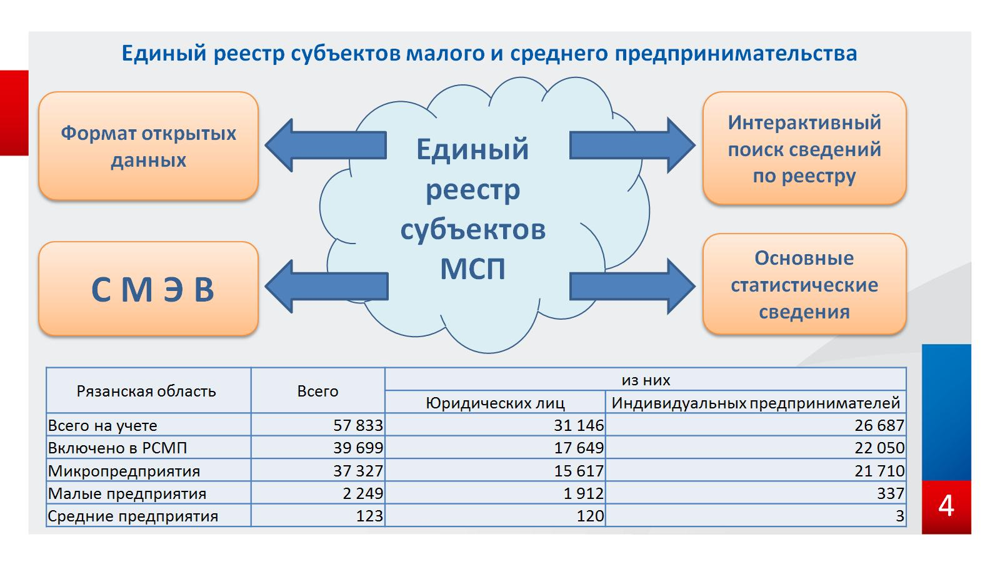 Единый реестр субъектов малого и среднего предпринимательства
Формат открытых
данных
С М Э В
Единый
реестр
субъектов
МСП
Интерактивный
поиск сведений
по реестру
Основные
статистические
сведения
Рязанская область Всего из них
Юридических лиц Индивидуальных предпринимателей
Всего на учете 57 833 31 146 26 687
Включено в РСМП 39 699 17 649 22 050
Микропредприятия 37 327 15 617 21 710
Малые предприятия 2 249 1 912 337
Средние предприятия 123 120 3
4